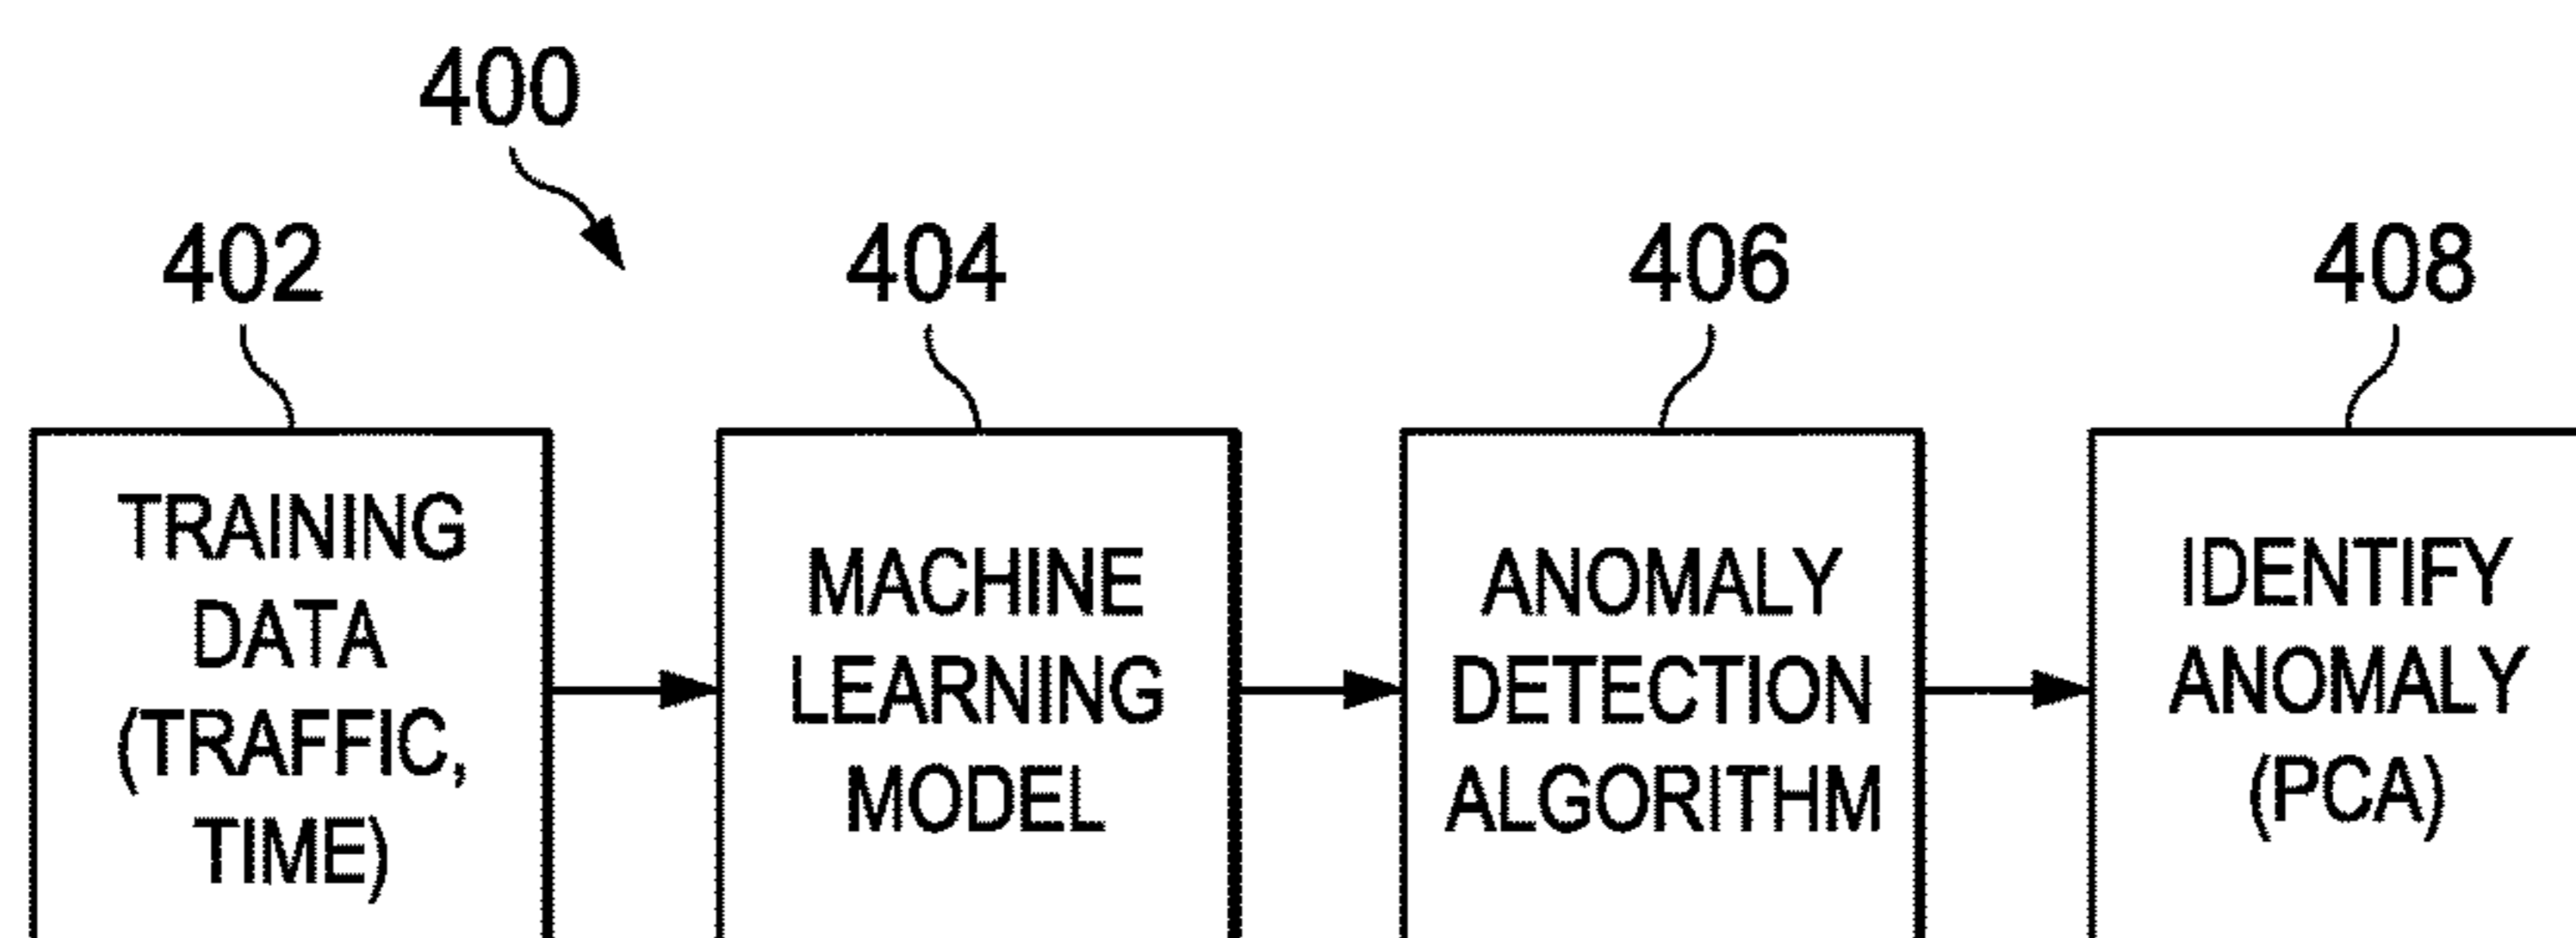 400
402
404
406
408
TRAINING
DATA
(TRAFFIC,
TIME)
MACHINE
LEARNING
MODEL
ANOMALY
DETECTION
ALGORITHM
IDENTIFY
ANOMALY
(PCA)